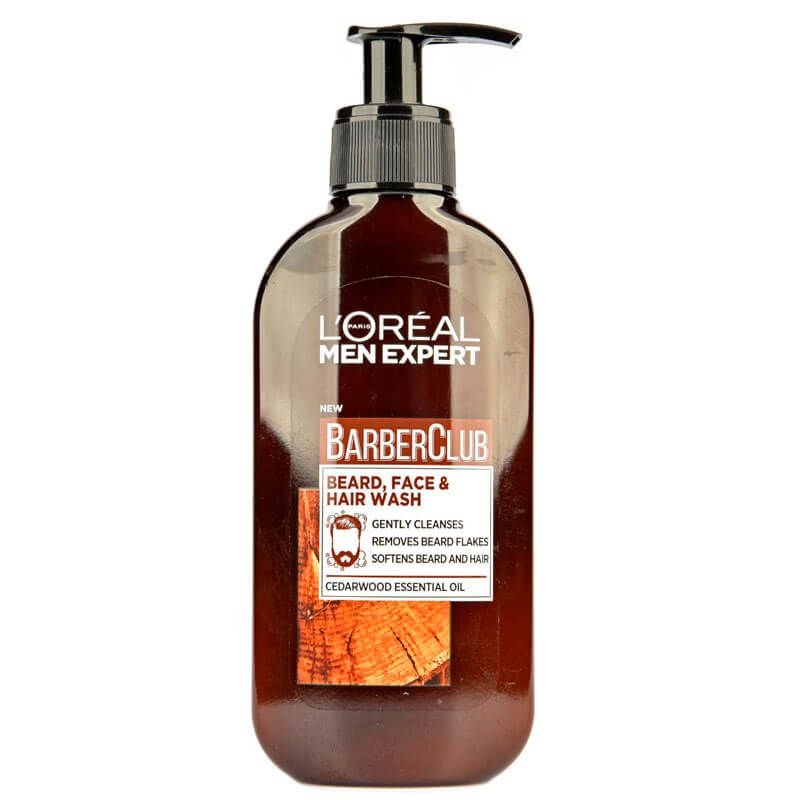 L'ORÉAL
PARIS
MEN EXPERT
NEW
BARBERCLUB
BEARD, FACE &
HAIR WASH
GENTLY CLEANSES
REMOVES BEARD FLAKES
SOFTENS BEARD AND HAIR
CEDARWOOD ESSENTIAL OIL